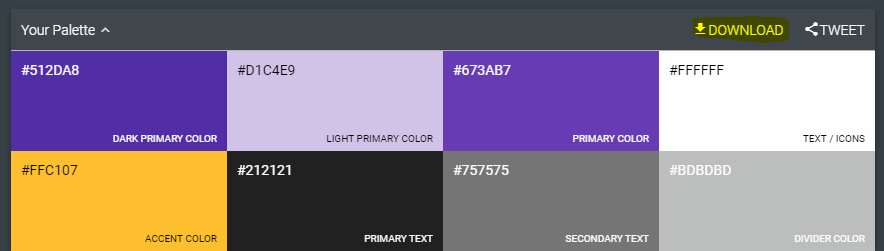 Your Palette
DOWNLOAD
TWEET
#512DA8
DARK PRIMARY COLOR
#D1C4E9
LIGHT PRIMARY COLOR
#673AB7
PRIMARY COLOR
#FFFFFF
TEXT / ICONS
#FFC107
ACCENT COLOR
#212121
PRIMARY TEXT
#757575
SECONDARY TEXT
#BDBDBD
DIVIDER COLOR